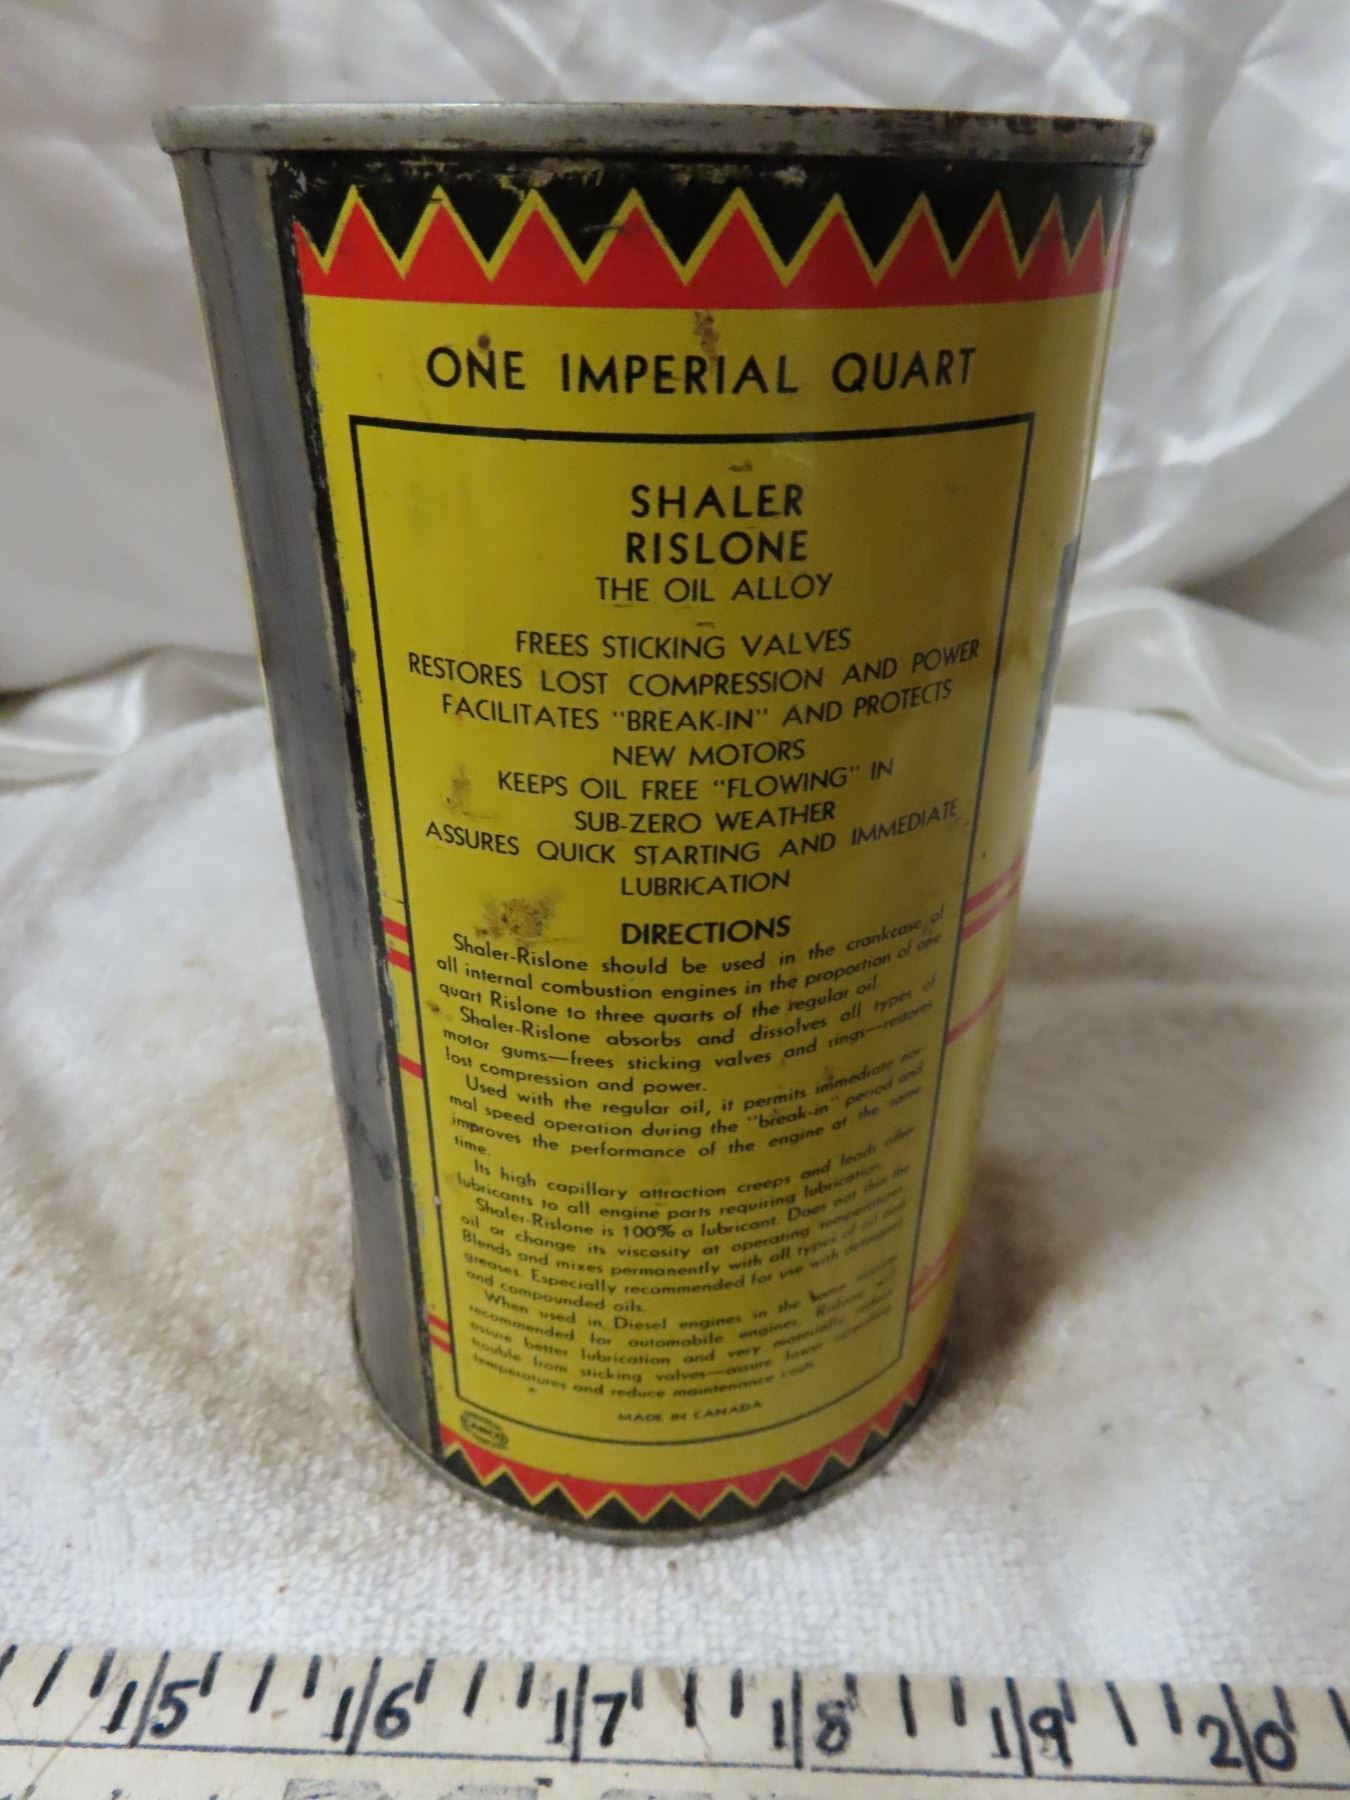 ONE IMPERIAL QUART
SHALER
RISLONE
THE OIL ALLOY
FREES STICKING VALVES
RESTORES LOST COMPRESSION AND POWER
FACILITATES "BREAK-IN" AND PROTECTS
NEW MOTORS
KEEPS OIL FREE "FLOWING" IN
SUB-ZERO WEATHER
ASSURES QUICK STARTING AND IMMEDIATE
LUBRICATION
DIRECTIONS
Shaler-Rislone should be used in the crankcase of
all internal combustion engines in the proportion of one
quart Rislone to three quarts of the regular oil.
Shaler-Rislone absorbs and dissolves all types of
motor gums—frees sticking valves and rings—restores
lost compression and power.
Used with the regular oil, it permits immediate nor-
mal speed operation during the "break-in" period and
improves the performance of the engine at the same
time.
Its high capillary attraction creeps and leads other
lubricants to all engine parts requiring lubrication.
Shaler-Rislone is 100% a lubricant. Does not thin the
oil or change its viscosity at operating temperatures.
Blends and mixes permanently with all types of oil and
greases. Especially recommended for use with detergent
and compounded oils.
When used in Diesel engines in the same manner
recommended for automobile engines, Rislone will
assure better lubrication and very materially reduce
trouble from sticking valves—assure lower operating
temperatures and reduce maintenance costs.
MADE IN CANADA
CANCO
15 16 17 18 19 20